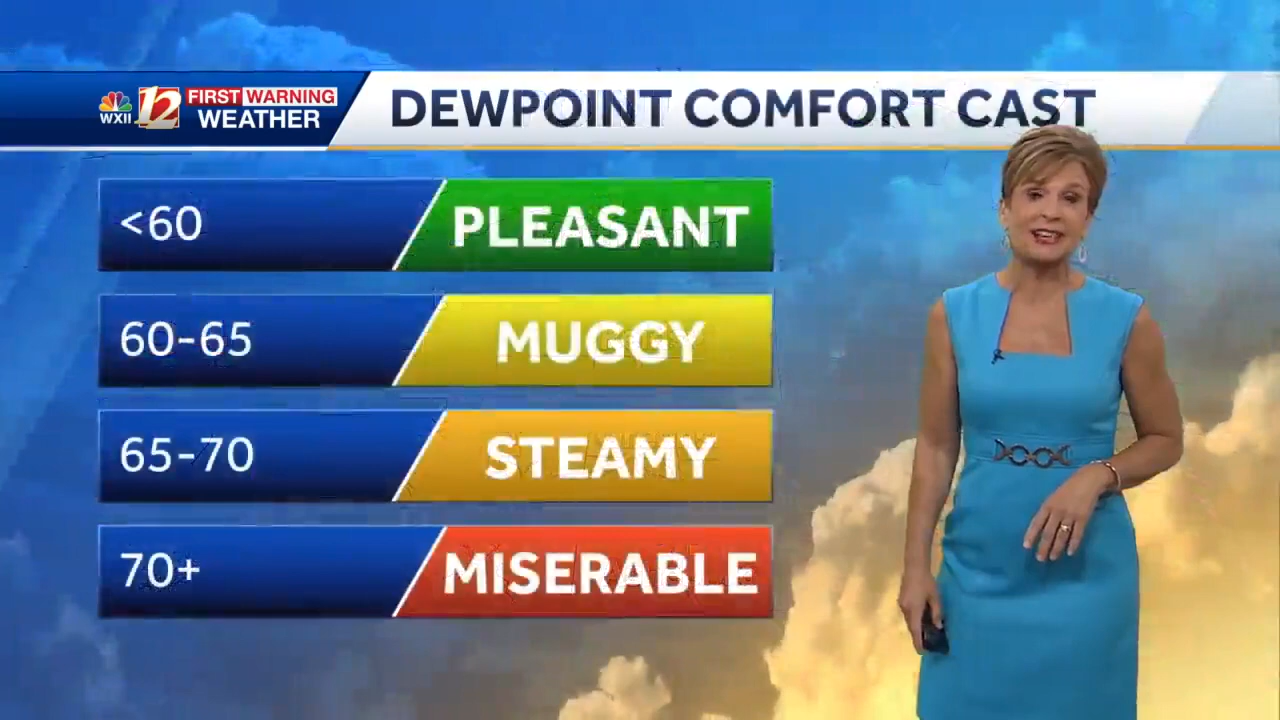 WXII 12 FIRST WARNING
WEATHER
DEWPOINT COMFORT CAST
<60 PLEASANT
60-65 MUGGY
65-70 STEAMY
70+ MISERABLE